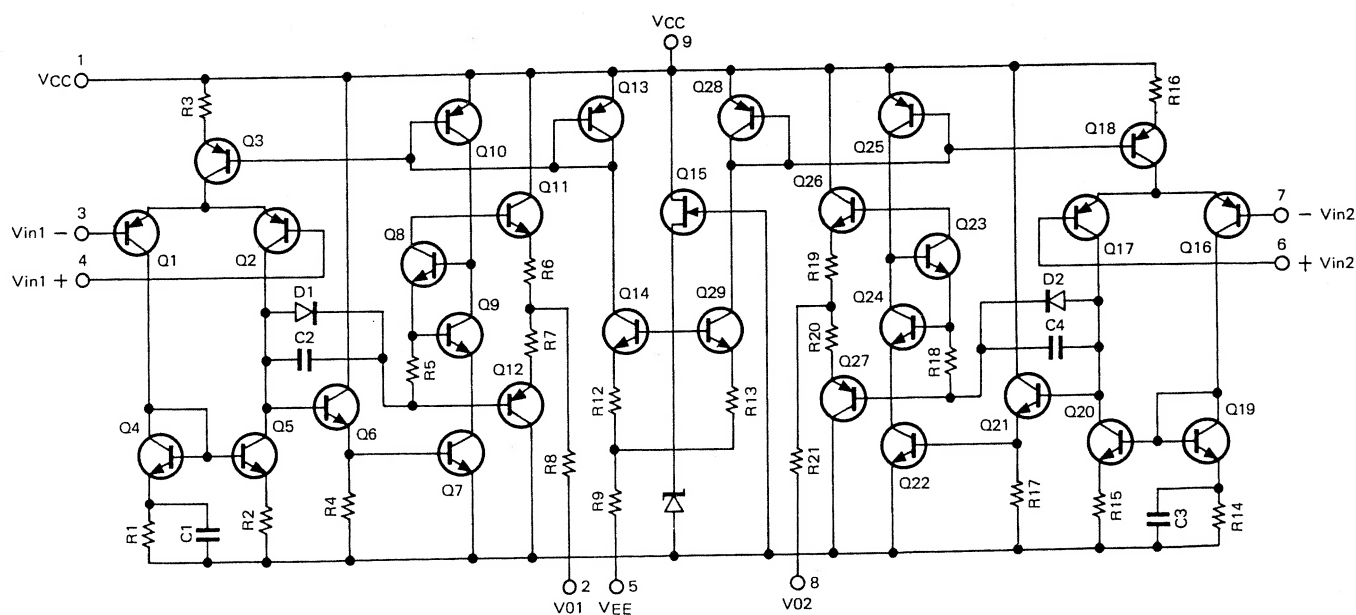 VCC
9
1
VCC
R3
Q3
Q10
Q13
Q28
Q25
Q18
R16
Q11
Q15
Q26
3
Vin1 -
Q1
Q2
Q8
Q23
Q17
Q16
7
- Vin2
4
Vin1 +
6
+ Vin2
D1
C2
R6
R19
D2
C4
Q9
Q14
Q29
Q24
R5
R7
R20
R18
Q12
R12
R13
Q27
Q4
Q5
Q6
Q21
Q20
Q19
Q7
R8
R9
R21
Q22
R1
C1
R2
R4
R17
R15
C3
R14
2
V01
5
VEE
8
V02